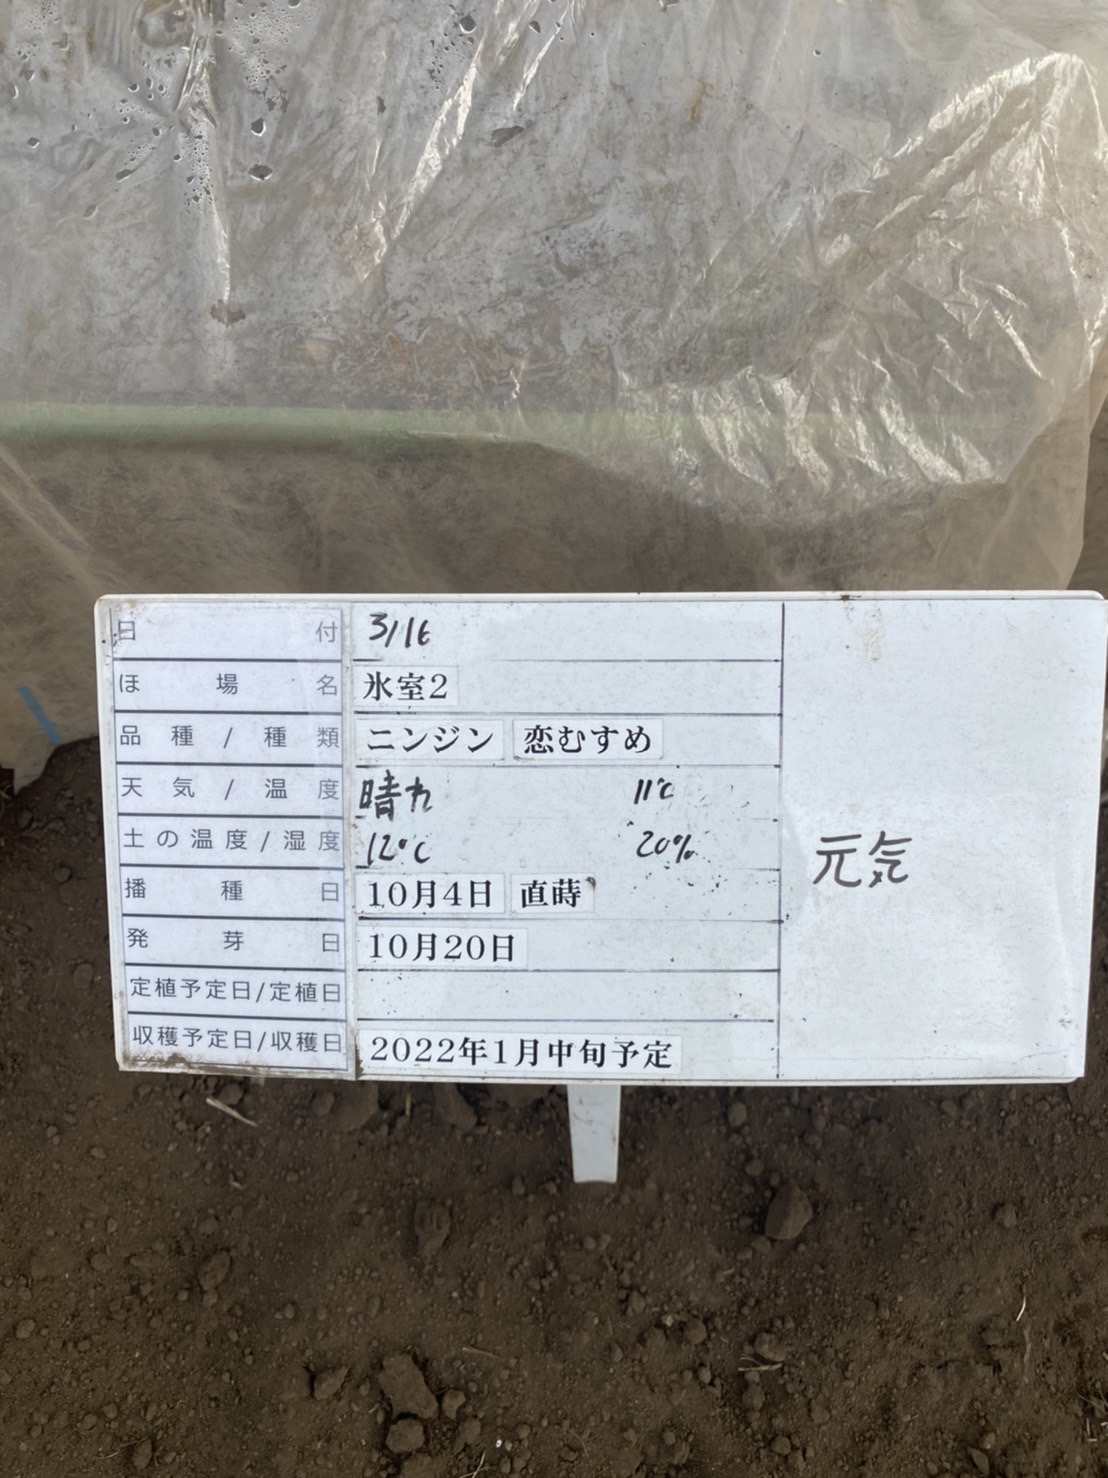 日付 3/16
ほ場名 氷室2
品種/種類 ニンジン 恋むすめ
天気/温度 晴れ 11℃
土の温度/湿度 12℃ 20%
播種日 10月4日 直蒔
発芽日 10月20日
定植予定日/定植日
収穫予定日/収穫日 2022年1月中旬予定
元気